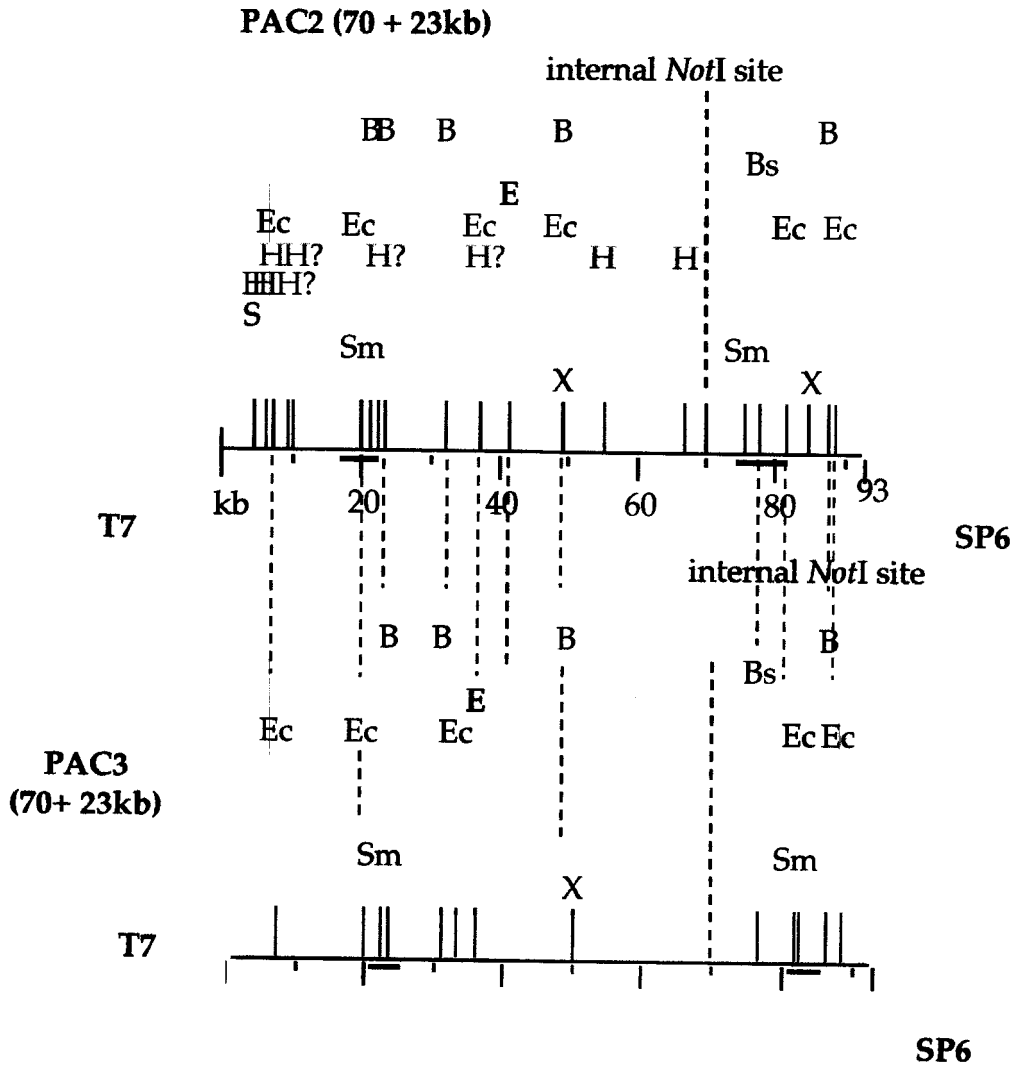 PAC2 (70 + 23kb)
internal NotI site
BB B B B
Bs
E
Ec Ec Ec Ec Ec Ec
HH? H? H? H H
HHH?
S
Sm Sm
X X
kb 20 40 60 80 93
T7 SP6
internal NotI site
B B B B
Bs
E
Ec Ec Ec Ec Ec
PAC3
(70+ 23kb)
Sm Sm
X
T7
SP6